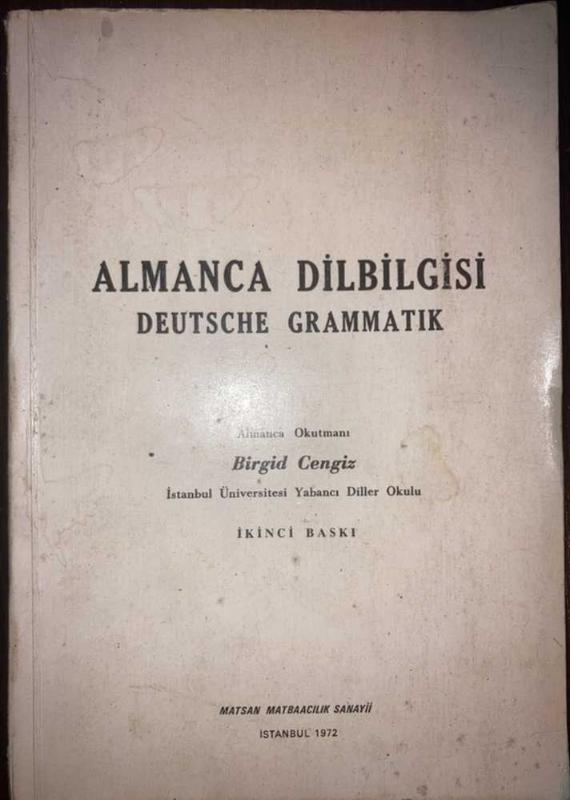 ALMANCA DİLBİLGİSİ
DEUTSCHE GRAMMATIK
Almanca Okutmanı
Birgid Cengiz
İstanbul Üniversitesi Yabancı Diller Okulu
İKİNCİ BASKI
MATSAN MATBAACILIK SANAYİİ
İSTANBUL 1972